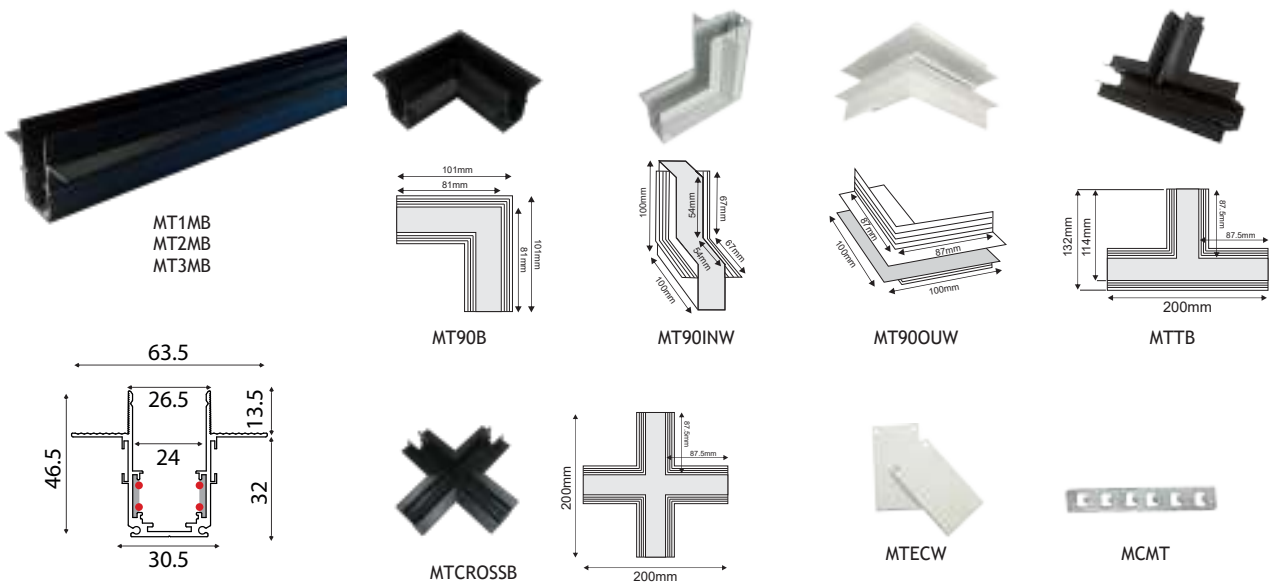 MT1MB
MT2MB
MT3MB
101mm
81mm
81mm
101mm
MT90B
100mm
54mm
67mm
67mm
54mm
100mm
MT90INW
87mm
87mm
100mm
100mm
MT90OUW
132mm
114mm
87.5mm
87.5mm
200mm
MTTB
63.5
26.5
13.5
46.5
24
32
30.5
MTCROSSB
200mm
87.5mm
87.5mm
200mm
MTECW
MCMT